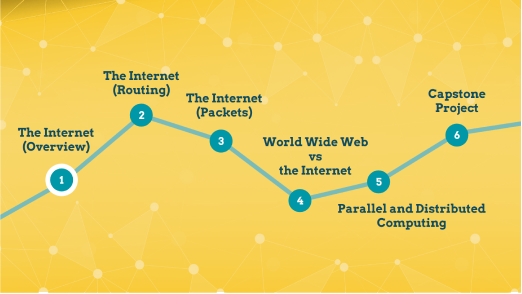 The Internet
(Overview)
1
The Internet
(Routing)
2
The Internet
(Packets)
3
World Wide Web
vs
the Internet
4
5
Parallel and Distributed
Computing
Capstone
Project
6